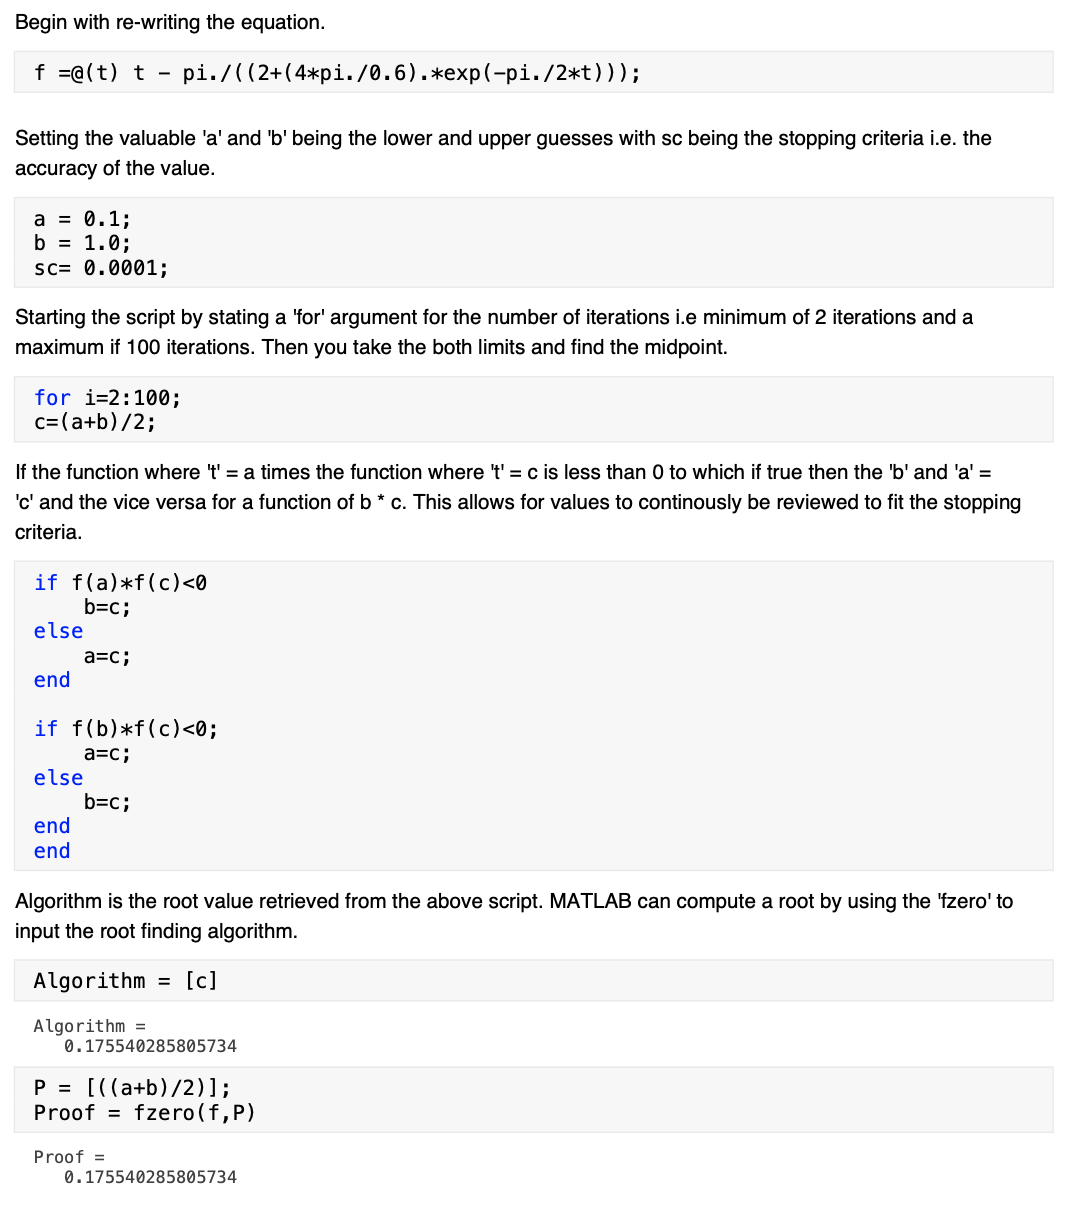 Begin with re-writing the equation.
f =@(t) t - pi./((2+(4*pi./0.6).*exp(-pi./2*t)));
Setting the valuable 'a' and 'b' being the lower and upper guesses with sc being the stopping criteria i.e. the
accuracy of the value.
a = 0.1;
b = 1.0;
sc= 0.0001;
Starting the script by stating a 'for' argument for the number of iterations i.e minimum of 2 iterations and a
maximum if 100 iterations. Then you take the both limits and find the midpoint.
for i=2:100;
c=(a+b)/2;
If the function where 't' = a times the function where 't' = c is less than 0 to which if true then the 'b' and 'a' =
'c' and the vice versa for a function of b * c. This allows for values to continously be reviewed to fit the stopping
criteria.
if f(a)*f(c)<0
b=c;
else
a=c;
end
if f(b)*f(c)<0;
a=c;
else
b=c;
end
end
Algorithm is the root value retrieved from the above script. MATLAB can compute a root by using the 'fzero' to
input the root finding algorithm.
Algorithm = [c]
Algorithm =
0.175540285805734
P = [((a+b)/2)];
Proof = fzero(f,P)
Proof =
0.175540285805734